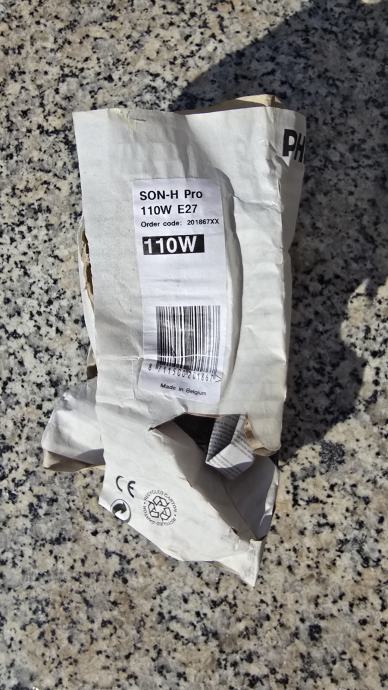 PH
SON-H Pro
110W E27
Order code: 201867XX
110W
Made in Belgium
CE